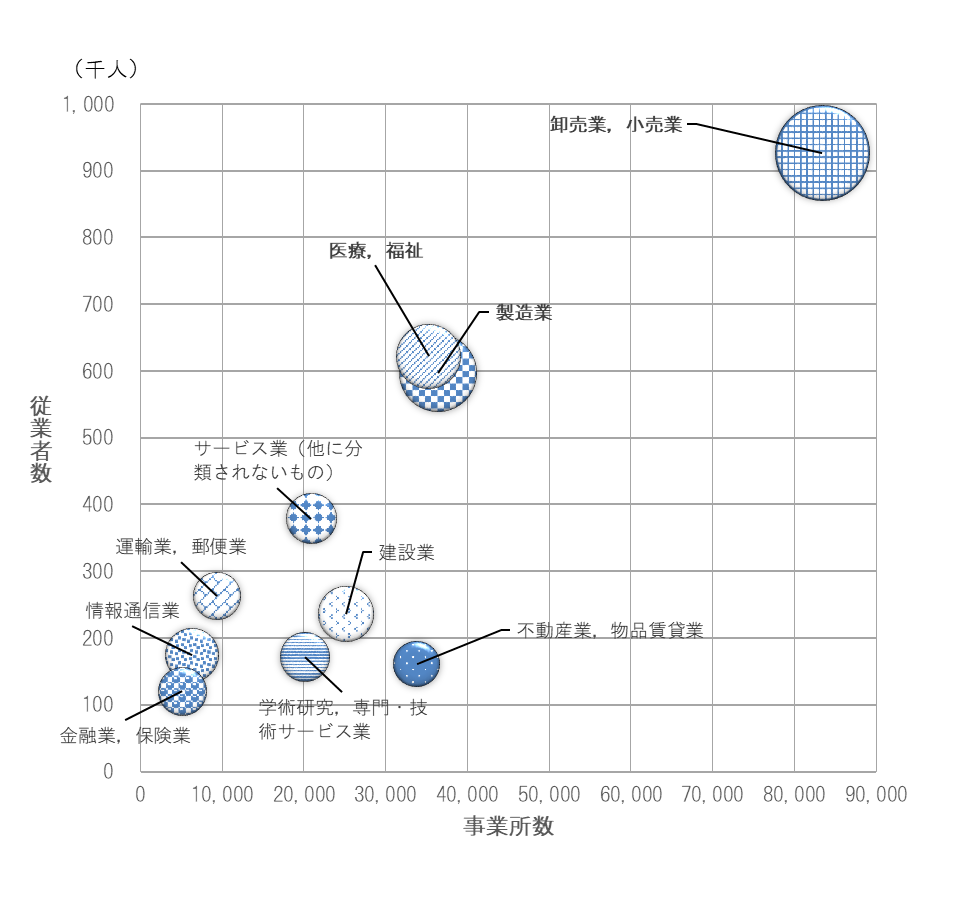 （千人）
1,000
900
800
700
600
500
400
300
200
100
0
従業者数
卸売業，小売業
医療，福祉
製造業
サービス業（他に分
類されないもの）
運輸業，郵便業
建設業
情報通信業
不動産業，物品賃貸業
学術研究，専門・技
術サービス業
金融業，保険業
0 10,000 20,000 30,000 40,000 50,000 60,000 70,000 80,000 90,000
事業所数